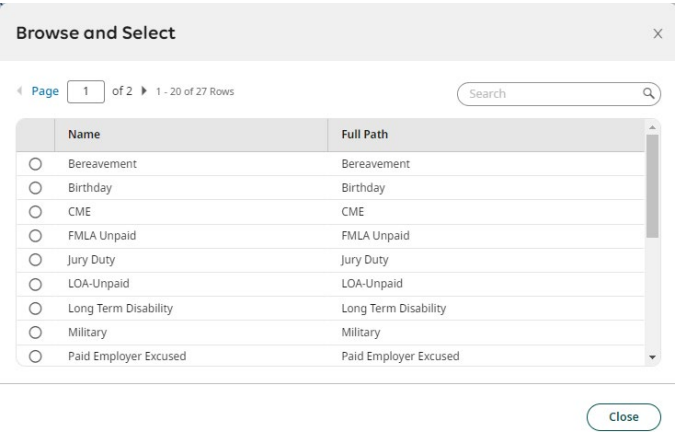 Browse and Select X
Page 1 of 2 1 - 20 of 27 Rows Search
Name Full Path
Bereavement Bereavement
Birthday Birthday
CME CME
FMLA Unpaid FMLA Unpaid
Jury Duty Jury Duty
LOA-Unpaid LOA-Unpaid
Long Term Disability Long Term Disability
Military Military
Paid Employer Excused Paid Employer Excused
Close